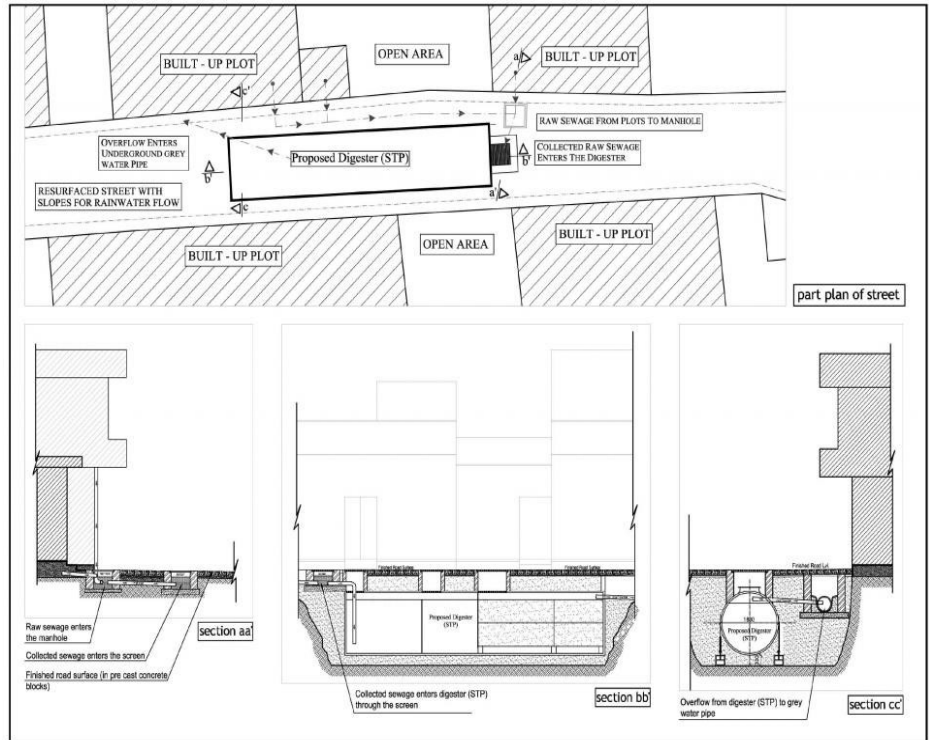 BUILT - UP PLOT
OPEN AREA
a
BUILT - UP PLOT
c'
RAW SEWAGE FROM PLOTS TO MANHOLE
OVERFLOW ENTERS
UNDERGROUND GREY
WATER PIPE
Proposed Digester (STP)
COLLECTED RAW SEWAGE
ENTERS THE DIGESTER
b'
b'
RESURFACED STREET WITH
SLOPES FOR RAINWATER FLOW
a'
c
BUILT - UP PLOT
OPEN AREA
BUILT - UP PLOT
part plan of street
Finished Road Surface
Finished Road Surface
Finished Road Lvl.
Proposed Digester
(STP)
1800
Proposed Digester
(STP)
Raw sewage enters
the manhole
section aa'
Collected sewage enters the screen
Finished road surface (in pre cast concrete
blocks)
Collected sewage enters digester (STP)
through the screen
section bb'
Overflow from digester (STP) to grey
water pipe
section cc'